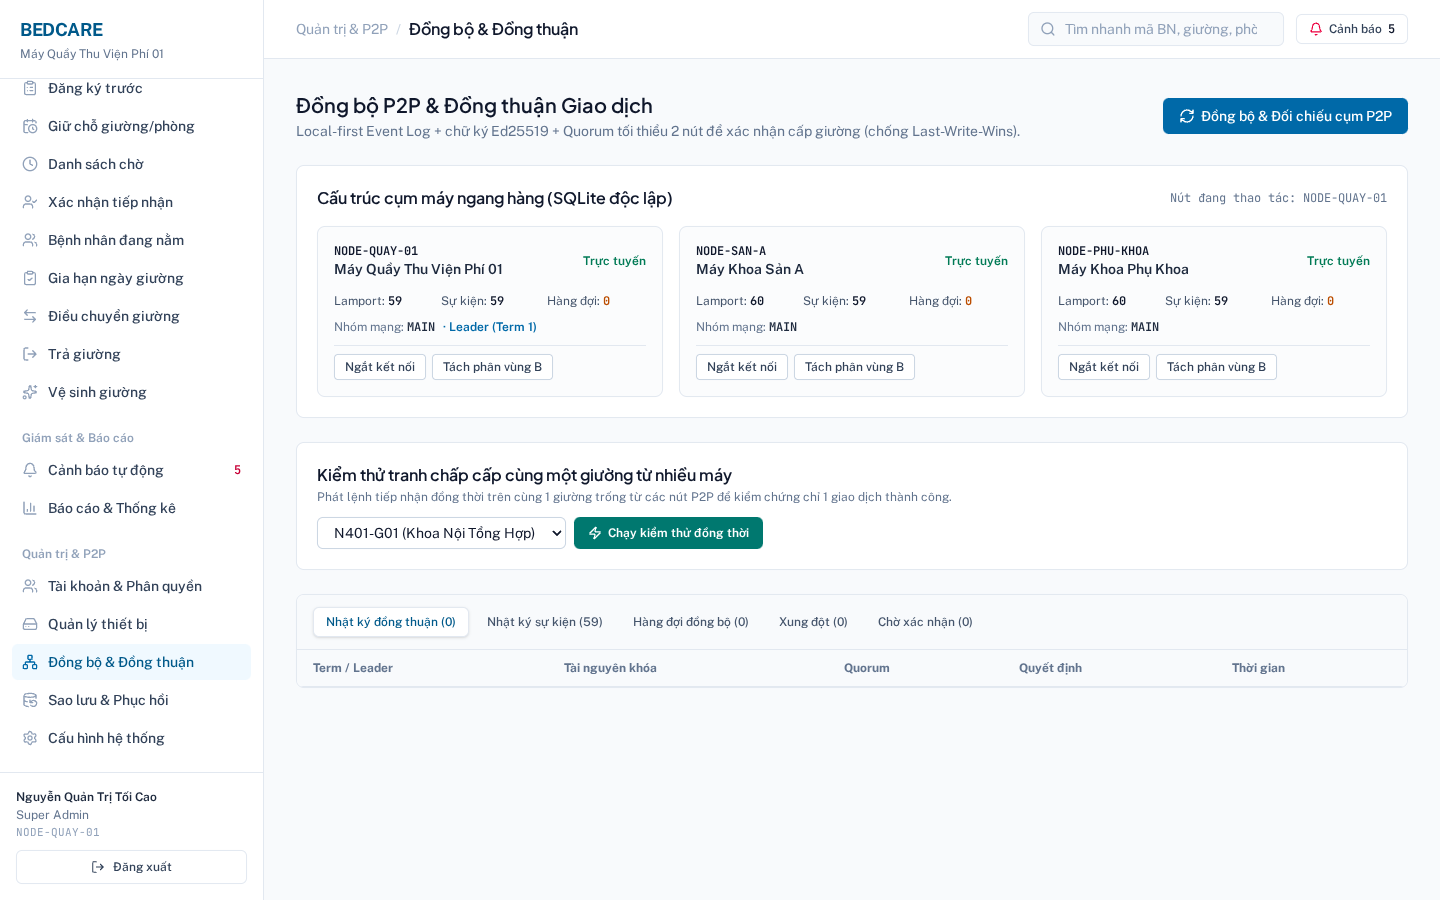 BEDCARE
Máy Quầy Thu Viện Phí 01
Đăng ký trước
Giữ chỗ giường/phòng
Danh sách chờ
Xác nhận tiếp nhận
Bệnh nhân đang nằm
Gia hạn ngày giường
Điều chuyển giường
Trả giường
Vệ sinh giường
Giám sát & Báo cáo
Cảnh báo tự động 5
Báo cáo & Thống kê
Quản trị & P2P
Tài khoản & Phân quyền
Quản lý thiết bị
Đồng bộ & Đồng thuận
Sao lưu & Phục hồi
Cấu hình hệ thống
Nguyễn Quản Trị Tối Cao
Super Admin
NODE-QUAY-01
Đăng xuất
Quản trị & P2P / Đồng bộ & Đồng thuận
Tìm nhanh mã BN, giường, phò
Cảnh báo 5
Đồng bộ P2P & Đồng thuận Giao dịch
Local-first Event Log + chữ ký Ed25519 + Quorum tối thiểu 2 nút để xác nhận cấp giường (chống Last-Write-Wins).
Đồng bộ & Đối chiếu cụm P2P
Cấu trúc cụm máy ngang hàng (SQLite độc lập)
Nút đang thao tác: NODE-QUAY-01
NODE-QUAY-01
Máy Quầy Thu Viện Phí 01
Trực tuyến
Lamport: 59 Sự kiện: 59 Hàng đợi: 0
Nhóm mạng: MAIN · Leader (Term 1)
Ngắt kết nối Tách phân vùng B
NODE-SAN-A
Máy Khoa Sản A
Trực tuyến
Lamport: 60 Sự kiện: 59 Hàng đợi: 0
Nhóm mạng: MAIN
Ngắt kết nối Tách phân vùng B
NODE-PHU-KHOA
Máy Khoa Phụ Khoa
Trực tuyến
Lamport: 60 Sự kiện: 59 Hàng đợi: 0
Nhóm mạng: MAIN
Ngắt kết nối Tách phân vùng B
Kiểm thử tranh chấp cấp cùng một giường từ nhiều máy
Phát lệnh tiếp nhận đồng thời trên cùng 1 giường trống từ các nút P2P để kiểm chứng chỉ 1 giao dịch thành công.
N401-G01 (Khoa Nội Tổng Hợp)
Chạy kiểm thử đồng thời
Nhật ký đồng thuận (0) Nhật ký sự kiện (59) Hàng đợi đồng bộ (0) Xung đột (0) Chờ xác nhận (0)
Term / Leader Tài nguyên khóa Quorum Quyết định Thời gian